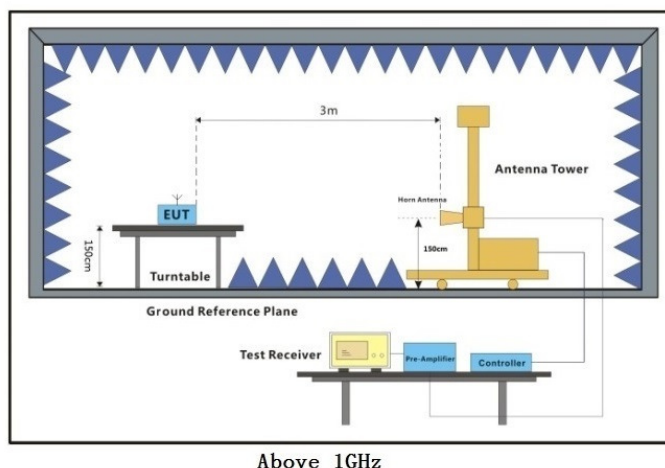 3m
Antenna Tower
Horn Antenna
EUT
150cm
150cm
Turntable
Ground Reference Plane
Test Receiver
Pre-Amplifier
Controller
Above 1GHz